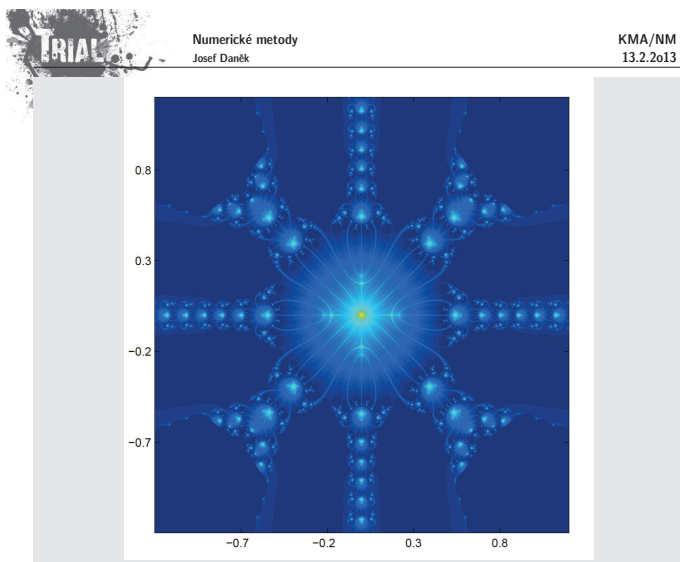 TRIAL
Numerické metody
KMA/NM
Josef Daněk
13.2.2o13
0.8
0.3
−0.2
−0.7
−0.7
−0.2
0.3
0.8